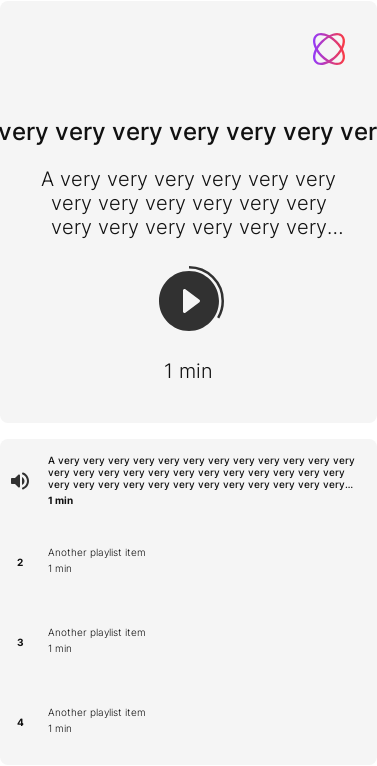 very very very very very very ver
A very very very very very very
very very very very very very
very very very very very very...
1 min
A very very very very very very very very very very very very
very very very very very very very very very very very very
very very very very very very very very very very very very...
1 min
2
Another playlist item
1 min
3
Another playlist item
1 min
4
Another playlist item
1 min